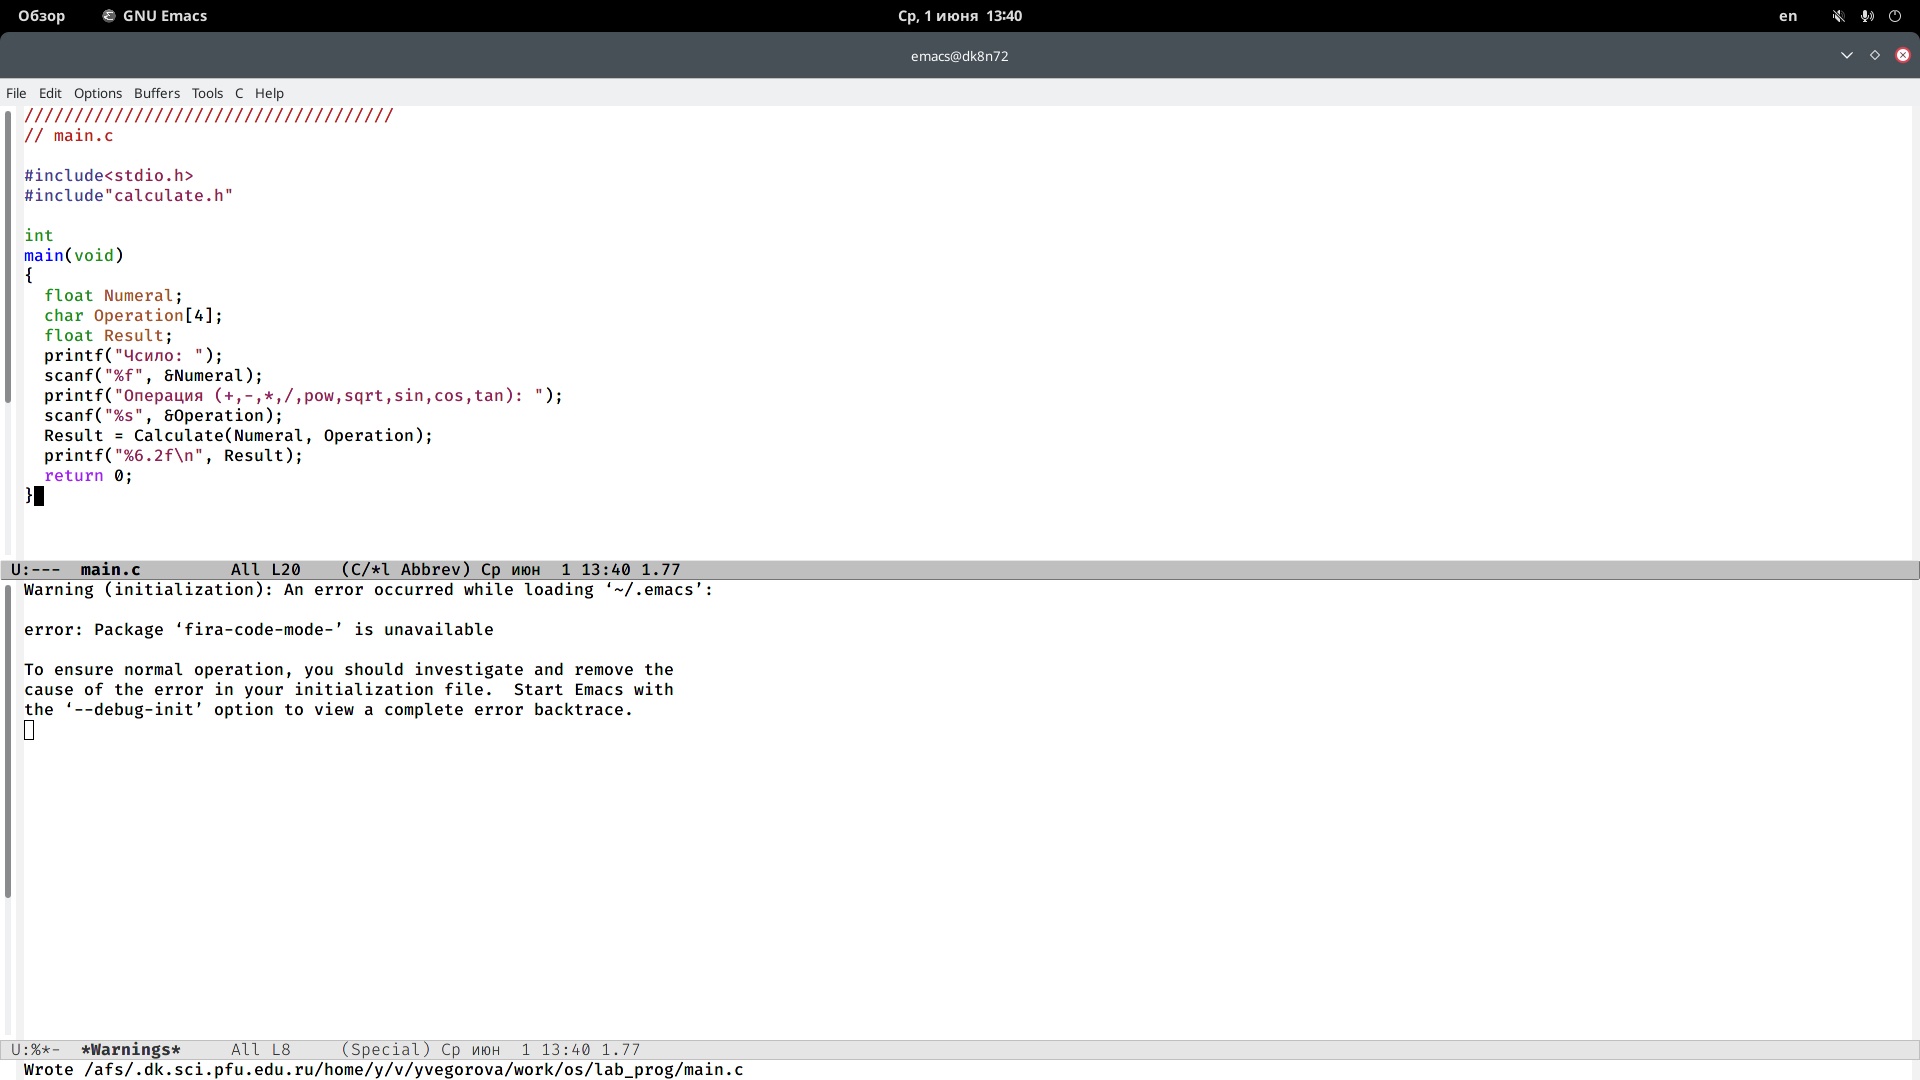 Обзор GNU Emacs Ср, 1 июня 13:40 en
emacs@dk8n72
File Edit Options Buffers Tools C Help
/////////////////////////////////////
// main.c
#include<stdio.h>
#include"calculate.h"
int
main(void)
{
float Numeral;
char Operation[4];
float Result;
printf("Чсило: ");
scanf("%f", &Numeral);
printf("Операция (+,-,*,/,pow,sqrt,sin,cos,tan): ");
scanf("%s", &Operation);
Result = Calculate(Numeral, Operation);
printf("%6.2f\n", Result);
return 0;
}
U:--- main.c All L20 (C/*l Abbrev) Ср июн 1 13:40 1.77
Warning (initialization): An error occurred while loading ‘~/.emacs’:
error: Package ‘fira-code-mode-’ is unavailable
To ensure normal operation, you should investigate and remove the
cause of the error in your initialization file. Start Emacs with
the ‘--debug-init’ option to view a complete error backtrace.
U:%*- *Warnings* All L8 (Special) Ср июн 1 13:40 1.77
Wrote /afs/.dk.sci.pfu.edu.ru/home/y/v/yvegorova/work/os/lab_prog/main.c